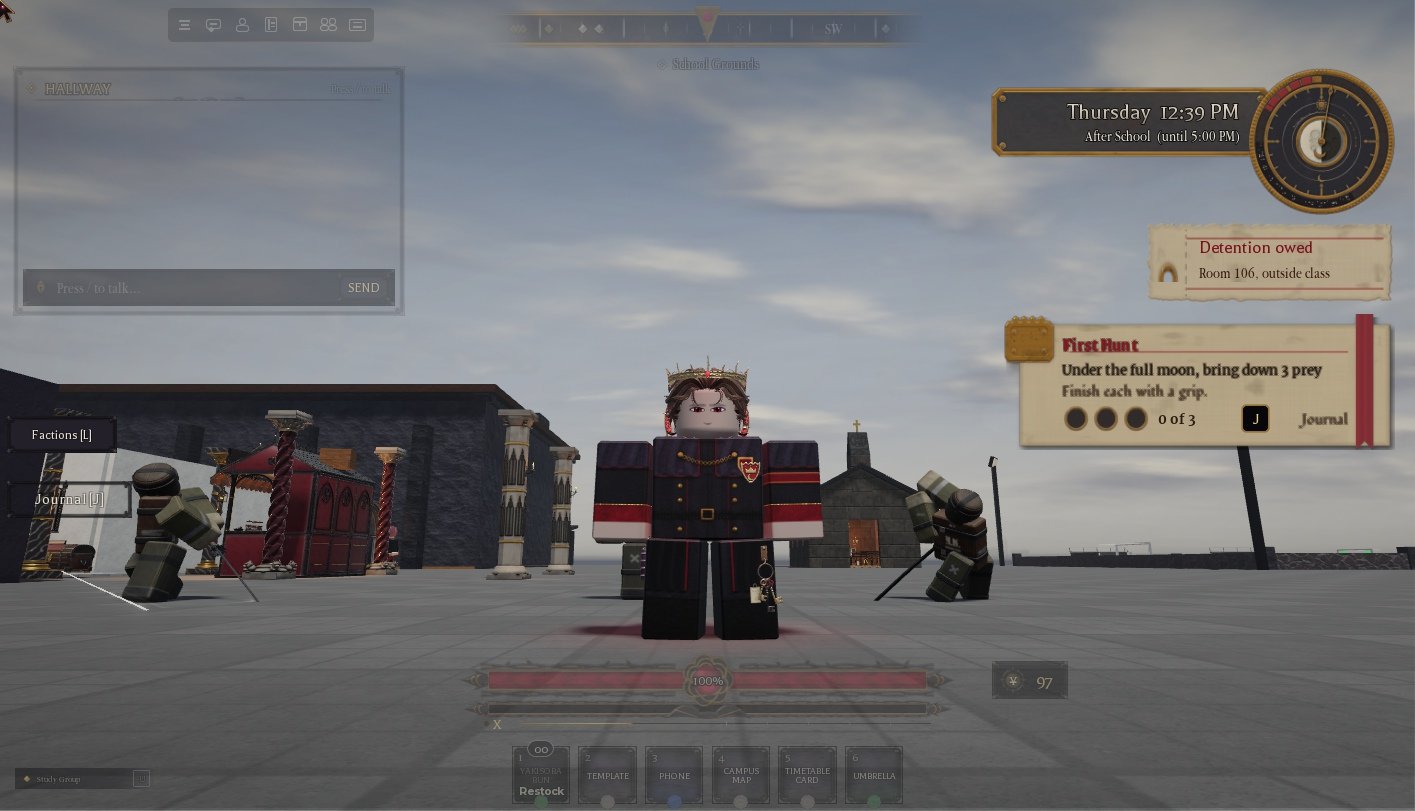 SW
School Grounds
HALLWAY
Press / to talk
Thursday 12:39 PM
After School (until 5:00 PM)
Detention owed
Room 106, outside class
Press / to talk...
SEND
First Hunt
Under the full moon, bring down 3 prey
Finish each with a grip.
0 of 3
J
Journal
Factions [L]
Journal [J]
100%
¥ 97
X
1
YAKISOBA BUN
Restock
2
TEMPLATE
3
PHONE
4
CAMPUS
MAP
5
TIMETABLE
CARD
6
UMBRELLA
Study Group